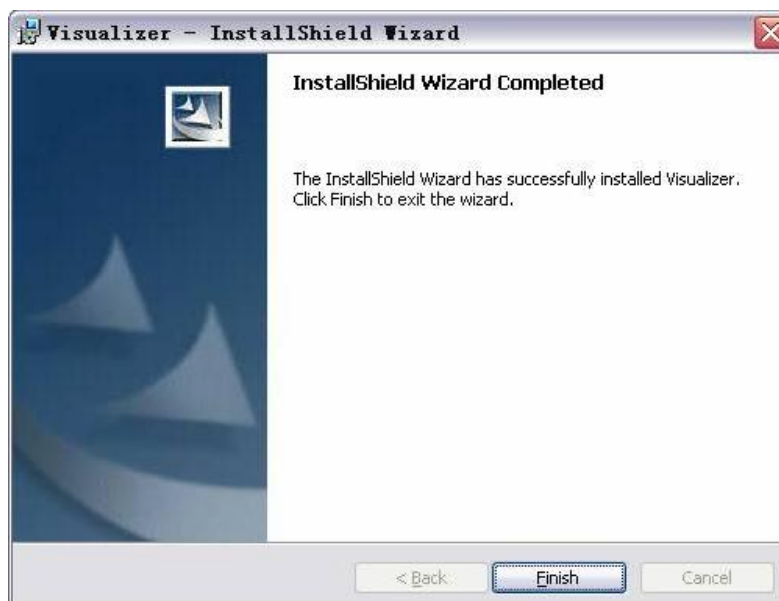 Visualizer - InstallShield Wizard
InstallShield Wizard Completed
The InstallShield Wizard has successfully installed Visualizer.
Click Finish to exit the wizard.
< Back
Finish
Cancel